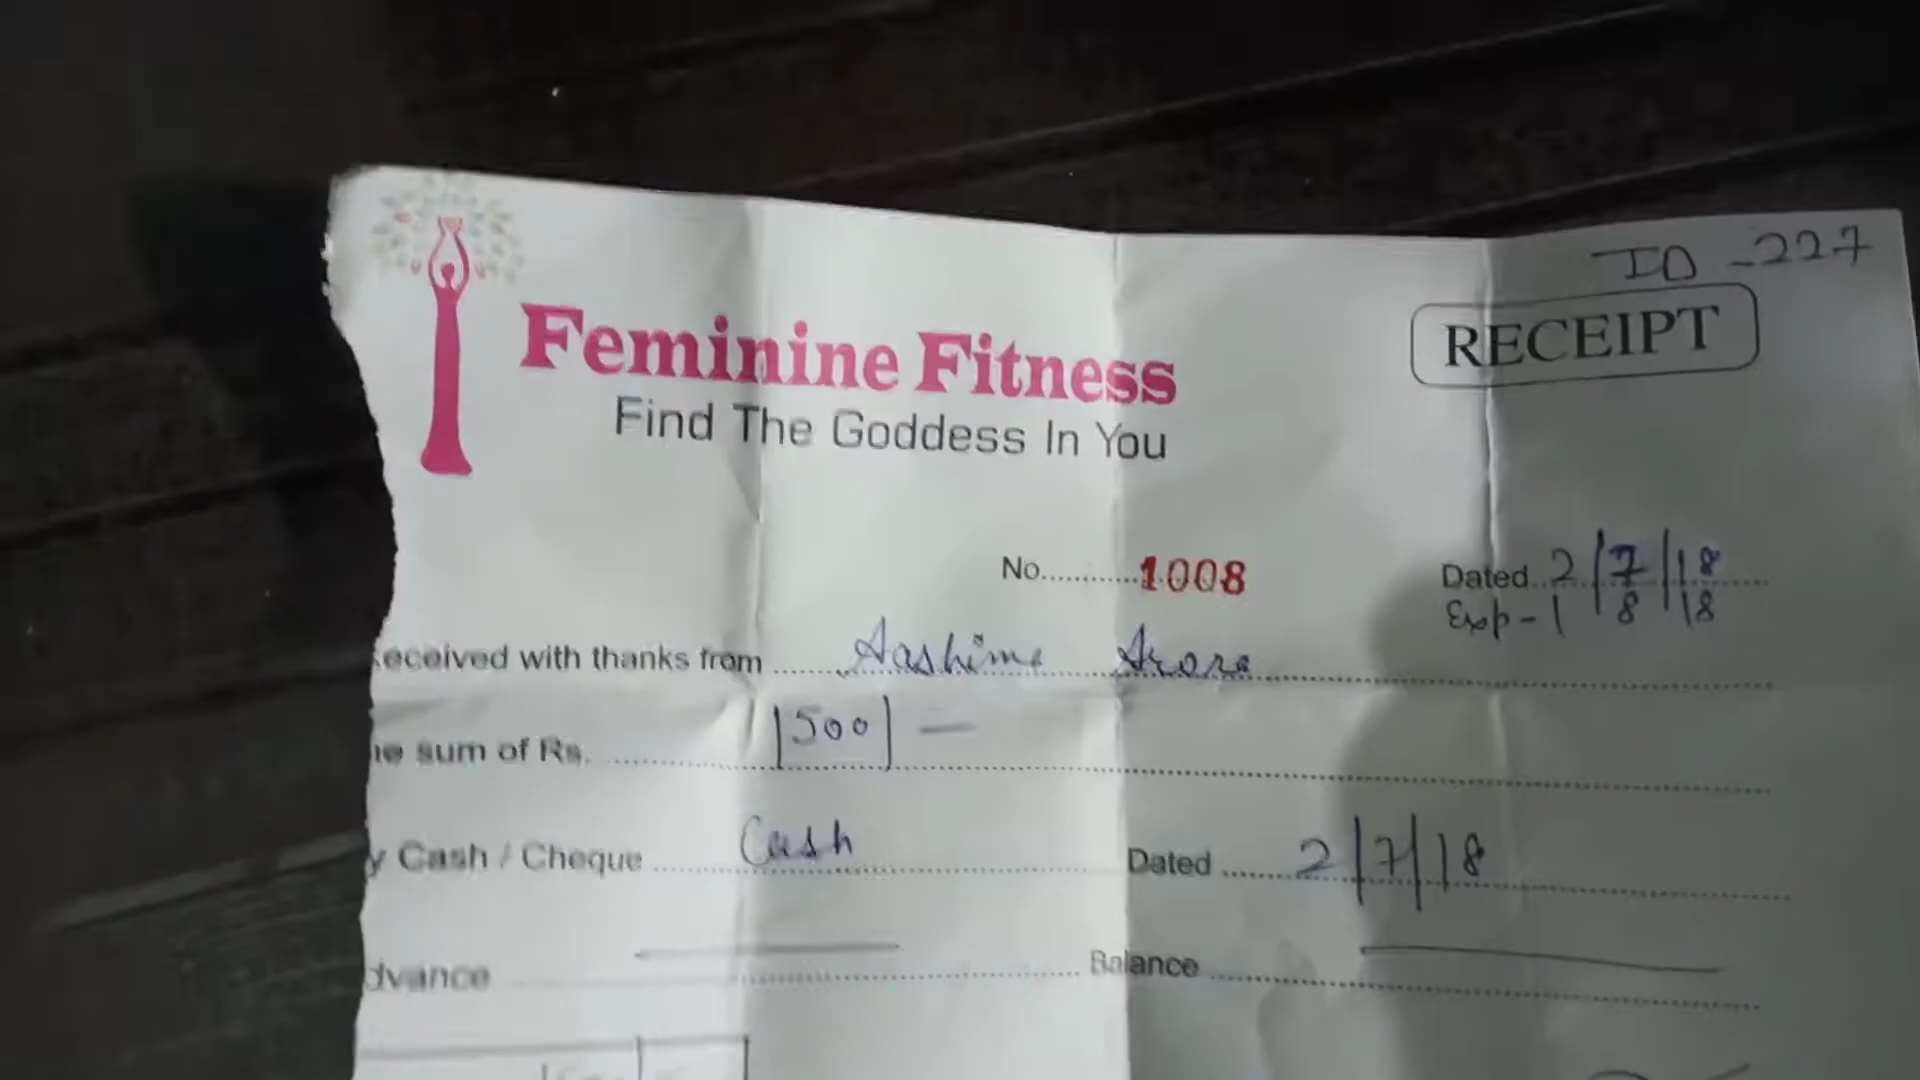 ID - 227
RECEIPT
Feminine Fitness
Find The Goddess In You
No............1008
Dated 2/7/18
Exp - 1/8/18
eceived with thanks from Aashima Arora
e sum of Rs. 1500/-
y Cash / Cheque Cash Dated 2/7/18
dvance Balance